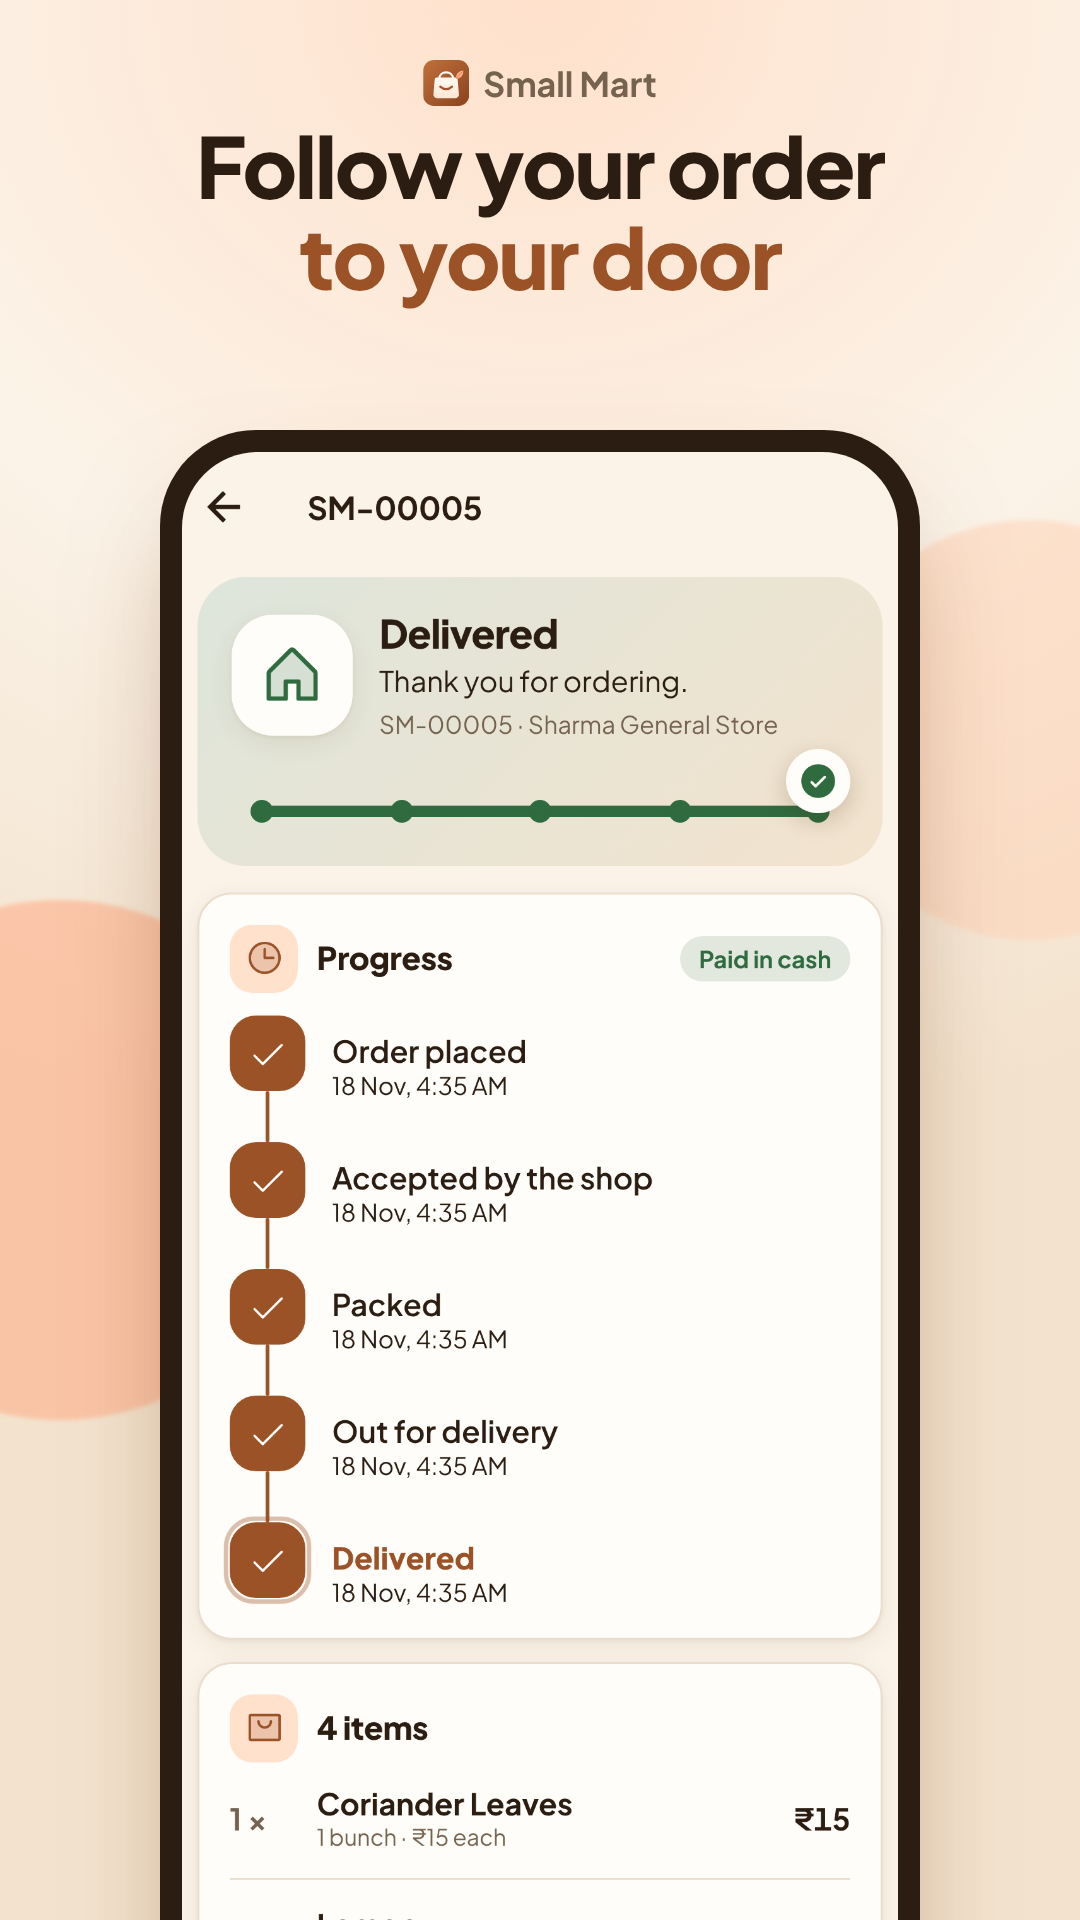 Small Mart
Follow your order
to your door
SM-00005
Delivered
Thank you for ordering.
SM-00005 · Sharma General Store
Progress
Paid in cash
Order placed
18 Nov, 4:35 AM
Accepted by the shop
18 Nov, 4:35 AM
Packed
18 Nov, 4:35 AM
Out for delivery
18 Nov, 4:35 AM
Delivered
18 Nov, 4:35 AM
4 items
1 × Coriander Leaves ₹15
1 bunch · ₹15 each